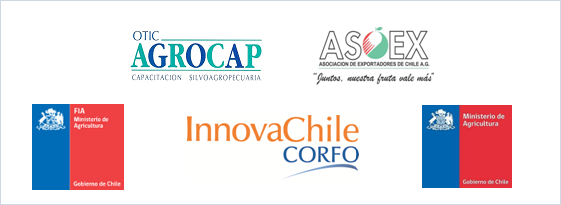 OTIC
AGROCAP
CAPACITACIÓN SILVOAGROPECUARIA
ASOEX
ASOCIACION DE EXPORTADORES DE CHILE A.G.
"Juntos, nuestra fruta vale más"
FIA
Ministerio de
Agricultura
Gobierno de Chile
InnovaChile
CORFO
Ministerio de
Agricultura
Gobierno de Chile